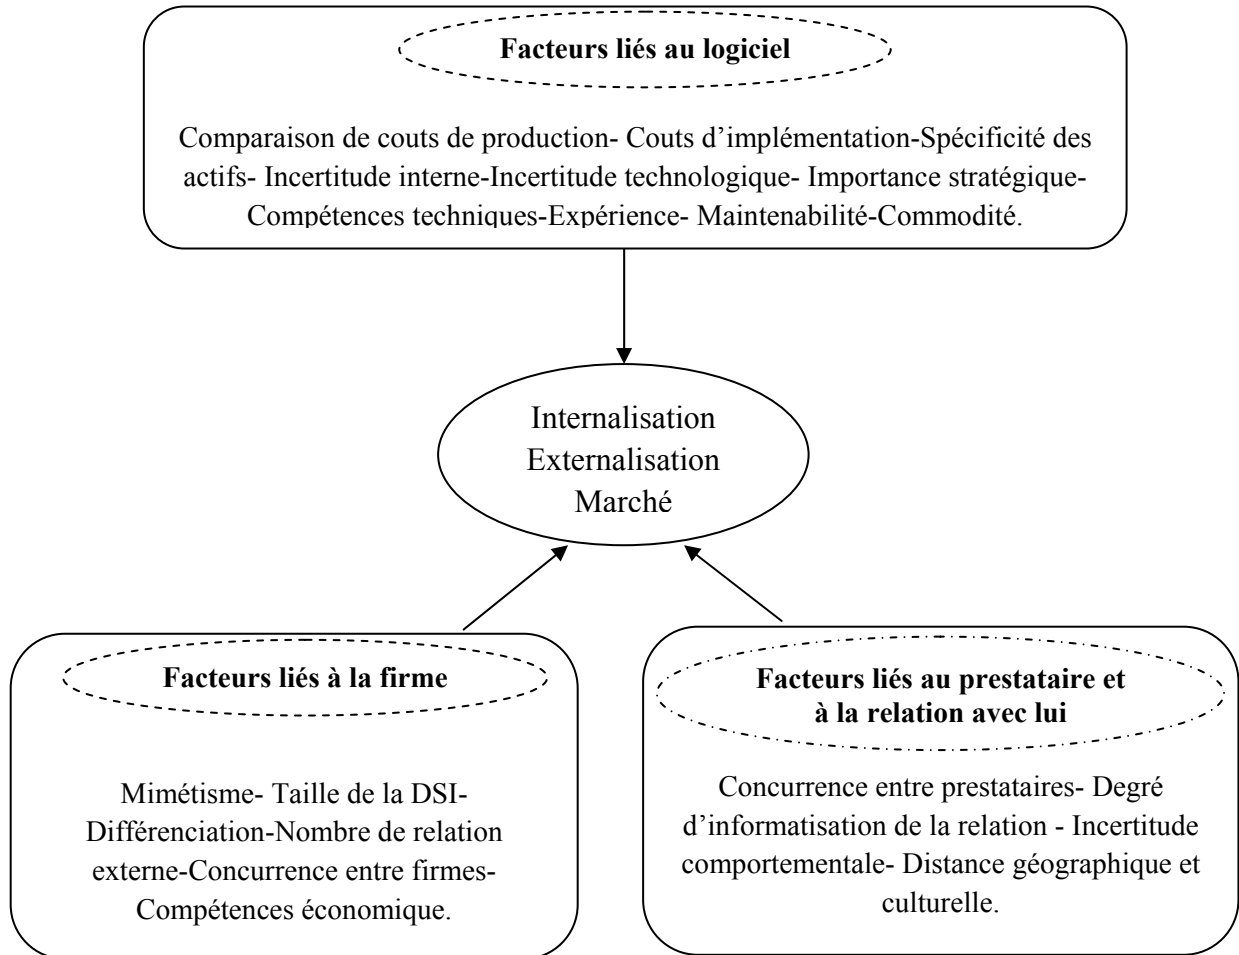 Facteurs liés au logiciel
Comparaison de couts de production- Couts d’implémentation-Spécificité des
actifs- Incertitude interne-Incertitude technologique- Importance stratégique-
Compétences techniques-Expérience- Maintenabilité-Commodité.
Internalisation
Externalisation
Marché
Facteurs liés à la firme
Mimétisme- Taille de la DSI-
Différenciation-Nombre de relation
externe-Concurrence entre firmes-
Compétences économique.
Facteurs liés au prestataire et
à la relation avec lui
Concurrence entre prestataires- Degré
d’informatisation de la relation - Incertitude
comportementale- Distance géographique et
culturelle.